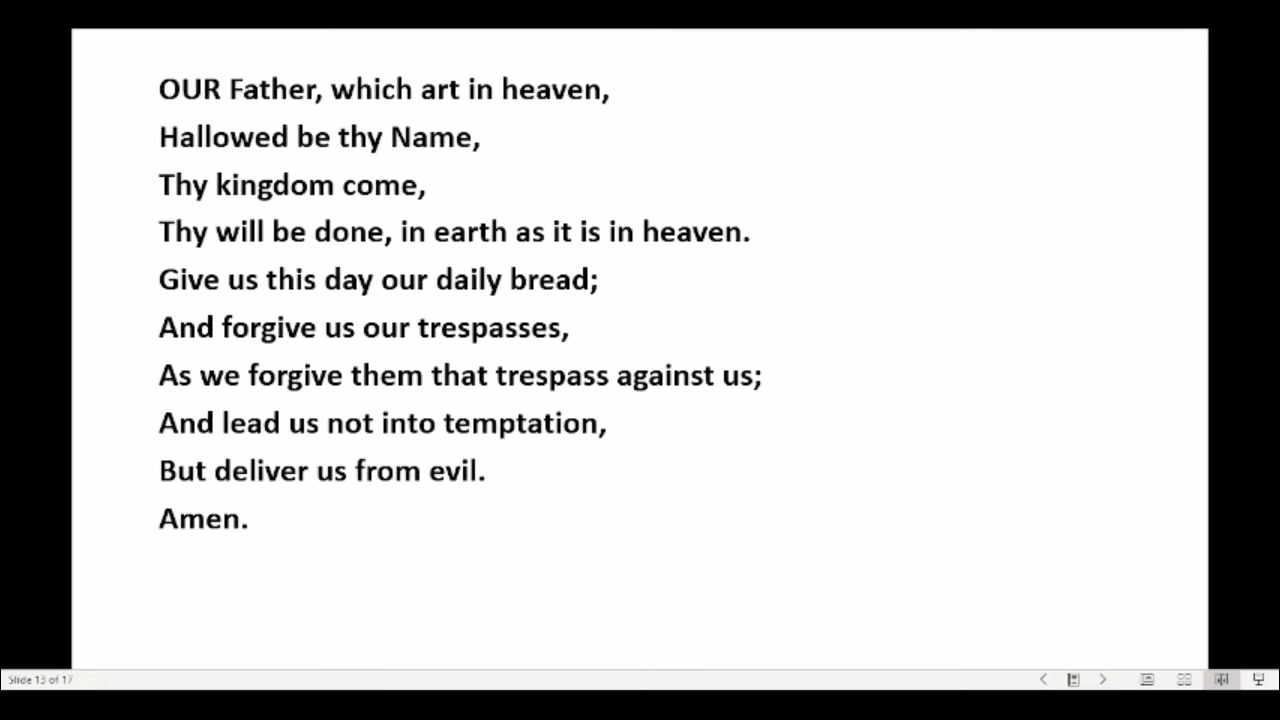 OUR Father, which art in heaven,
Hallowed be thy Name,
Thy kingdom come,
Thy will be done, in earth as it is in heaven.
Give us this day our daily bread;
And forgive us our trespasses,
As we forgive them that trespass against us;
And lead us not into temptation,
But deliver us from evil.
Amen.
Slide 13 of 17